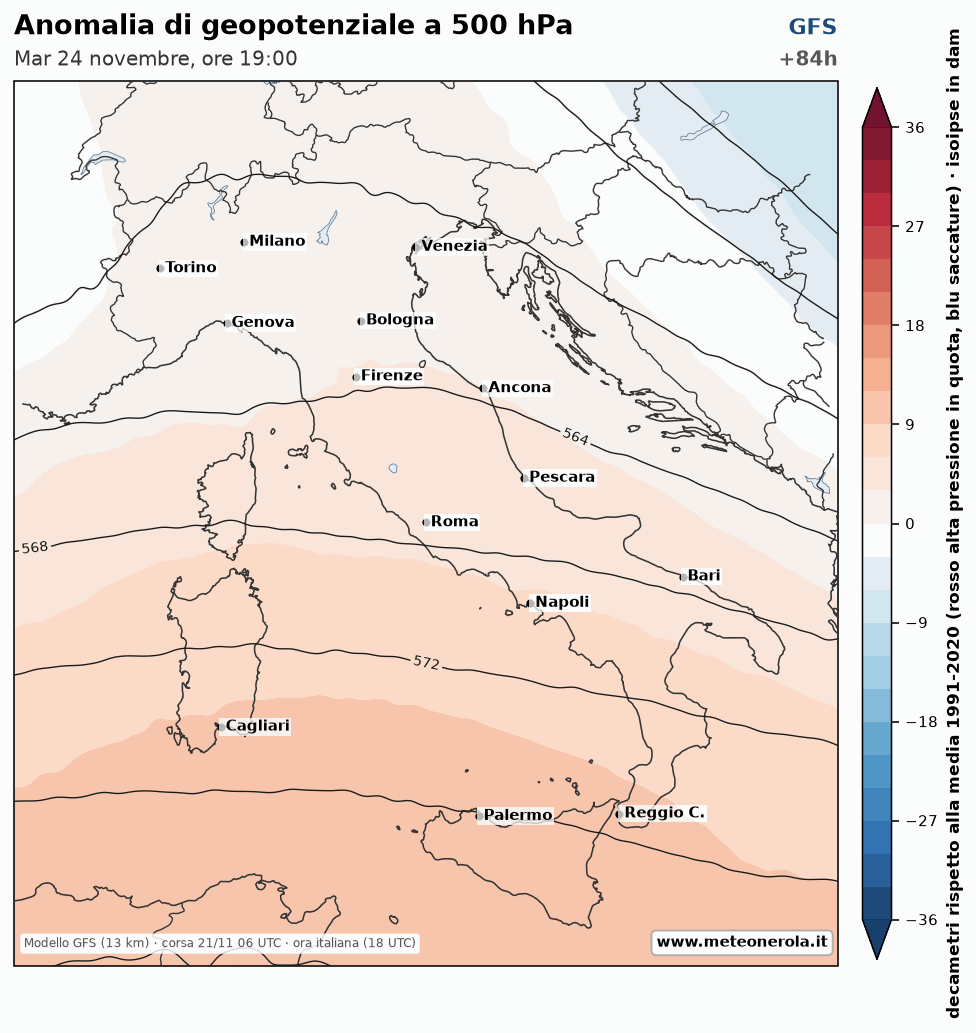 Anomalia di geopotenziale a 500 hPa
GFS
Mar 24 novembre, ore 19:00
+84h
Milano
Venezia
Torino
Genova
Bologna
Firenze
Ancona
564
Pescara
Roma
568
Bari
Napoli
572
Cagliari
Palermo
Reggio C.
Modello GFS (13 km) · corsa 21/11 06 UTC · ora italiana (18 UTC)
www.meteonerola.it
36
27
18
9
0
−9
−18
−27
−36
decametri rispetto alla media 1991-2020 (rosso alta pressione in quota, blu saccature) · isoipse in dam